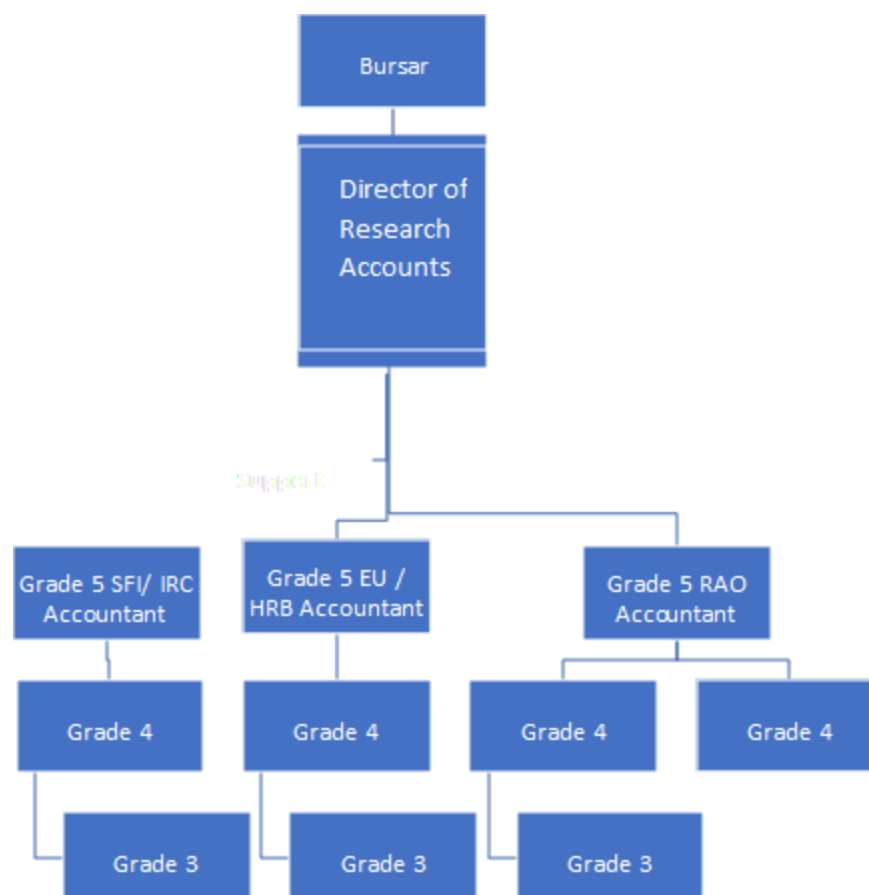 Bursar
Director of
Research
Accounts
Support
Grade 5 SFI/ IRC
Accountant
Grade 5 EU /
HRB Accountant
Grade 5 RAO
Accountant
Grade 4
Grade 4
Grade 4
Grade 4
Grade 3
Grade 3
Grade 3